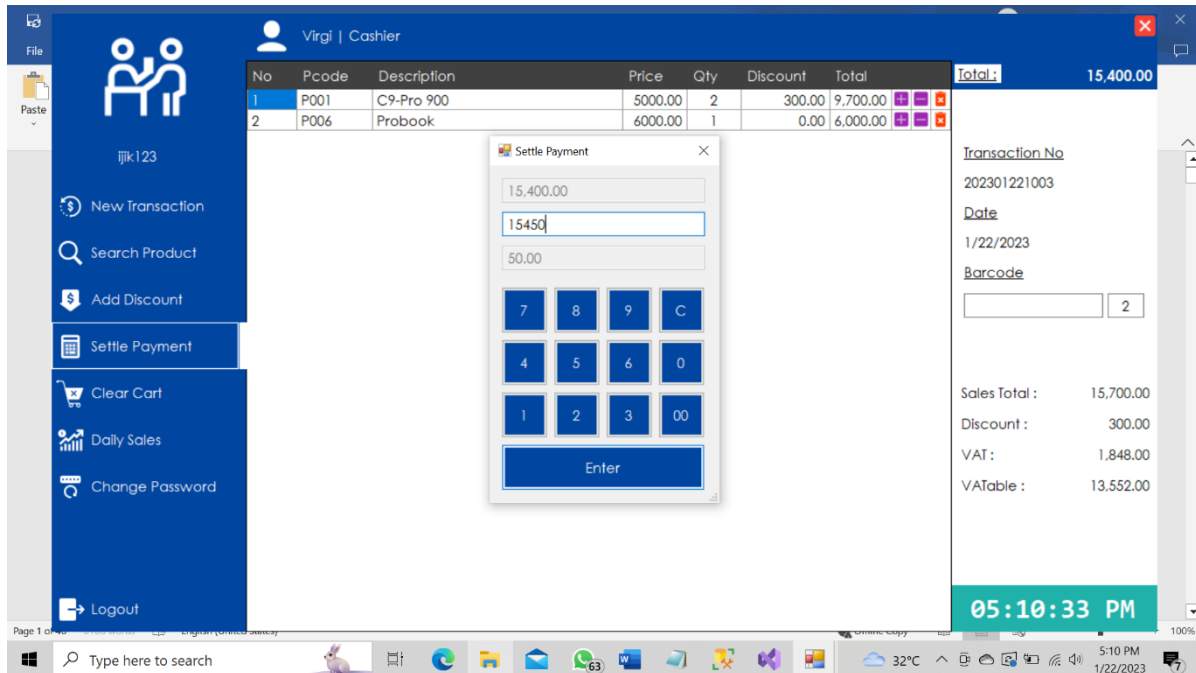 File
Paste
ijik123
New Transaction
Search Product
Add Discount
Settle Payment
Clear Cart
Daily Sales
Change Password
Logout
Virgi | Cashier
No Pcode Description Price Qty Discount Total
1 P001 C9-Pro 900 5000.00 2 300.00 9,700.00
2 P006 Probook 6000.00 1 0.00 6,000.00
Settle Payment
15,400.00
15450
50.00
7 8 9 C
4 5 6 0
1 2 3 00
Enter
Total : 15,400.00
Transaction No
202301221003
Date
1/22/2023
Barcode
2
Sales Total : 15,700.00
Discount : 300.00
VAT : 1,848.00
VATable : 13,552.00
05:10:33 PM
Page 1 of
100%
Type here to search
63
32°C
5:10 PM
1/22/2023
7